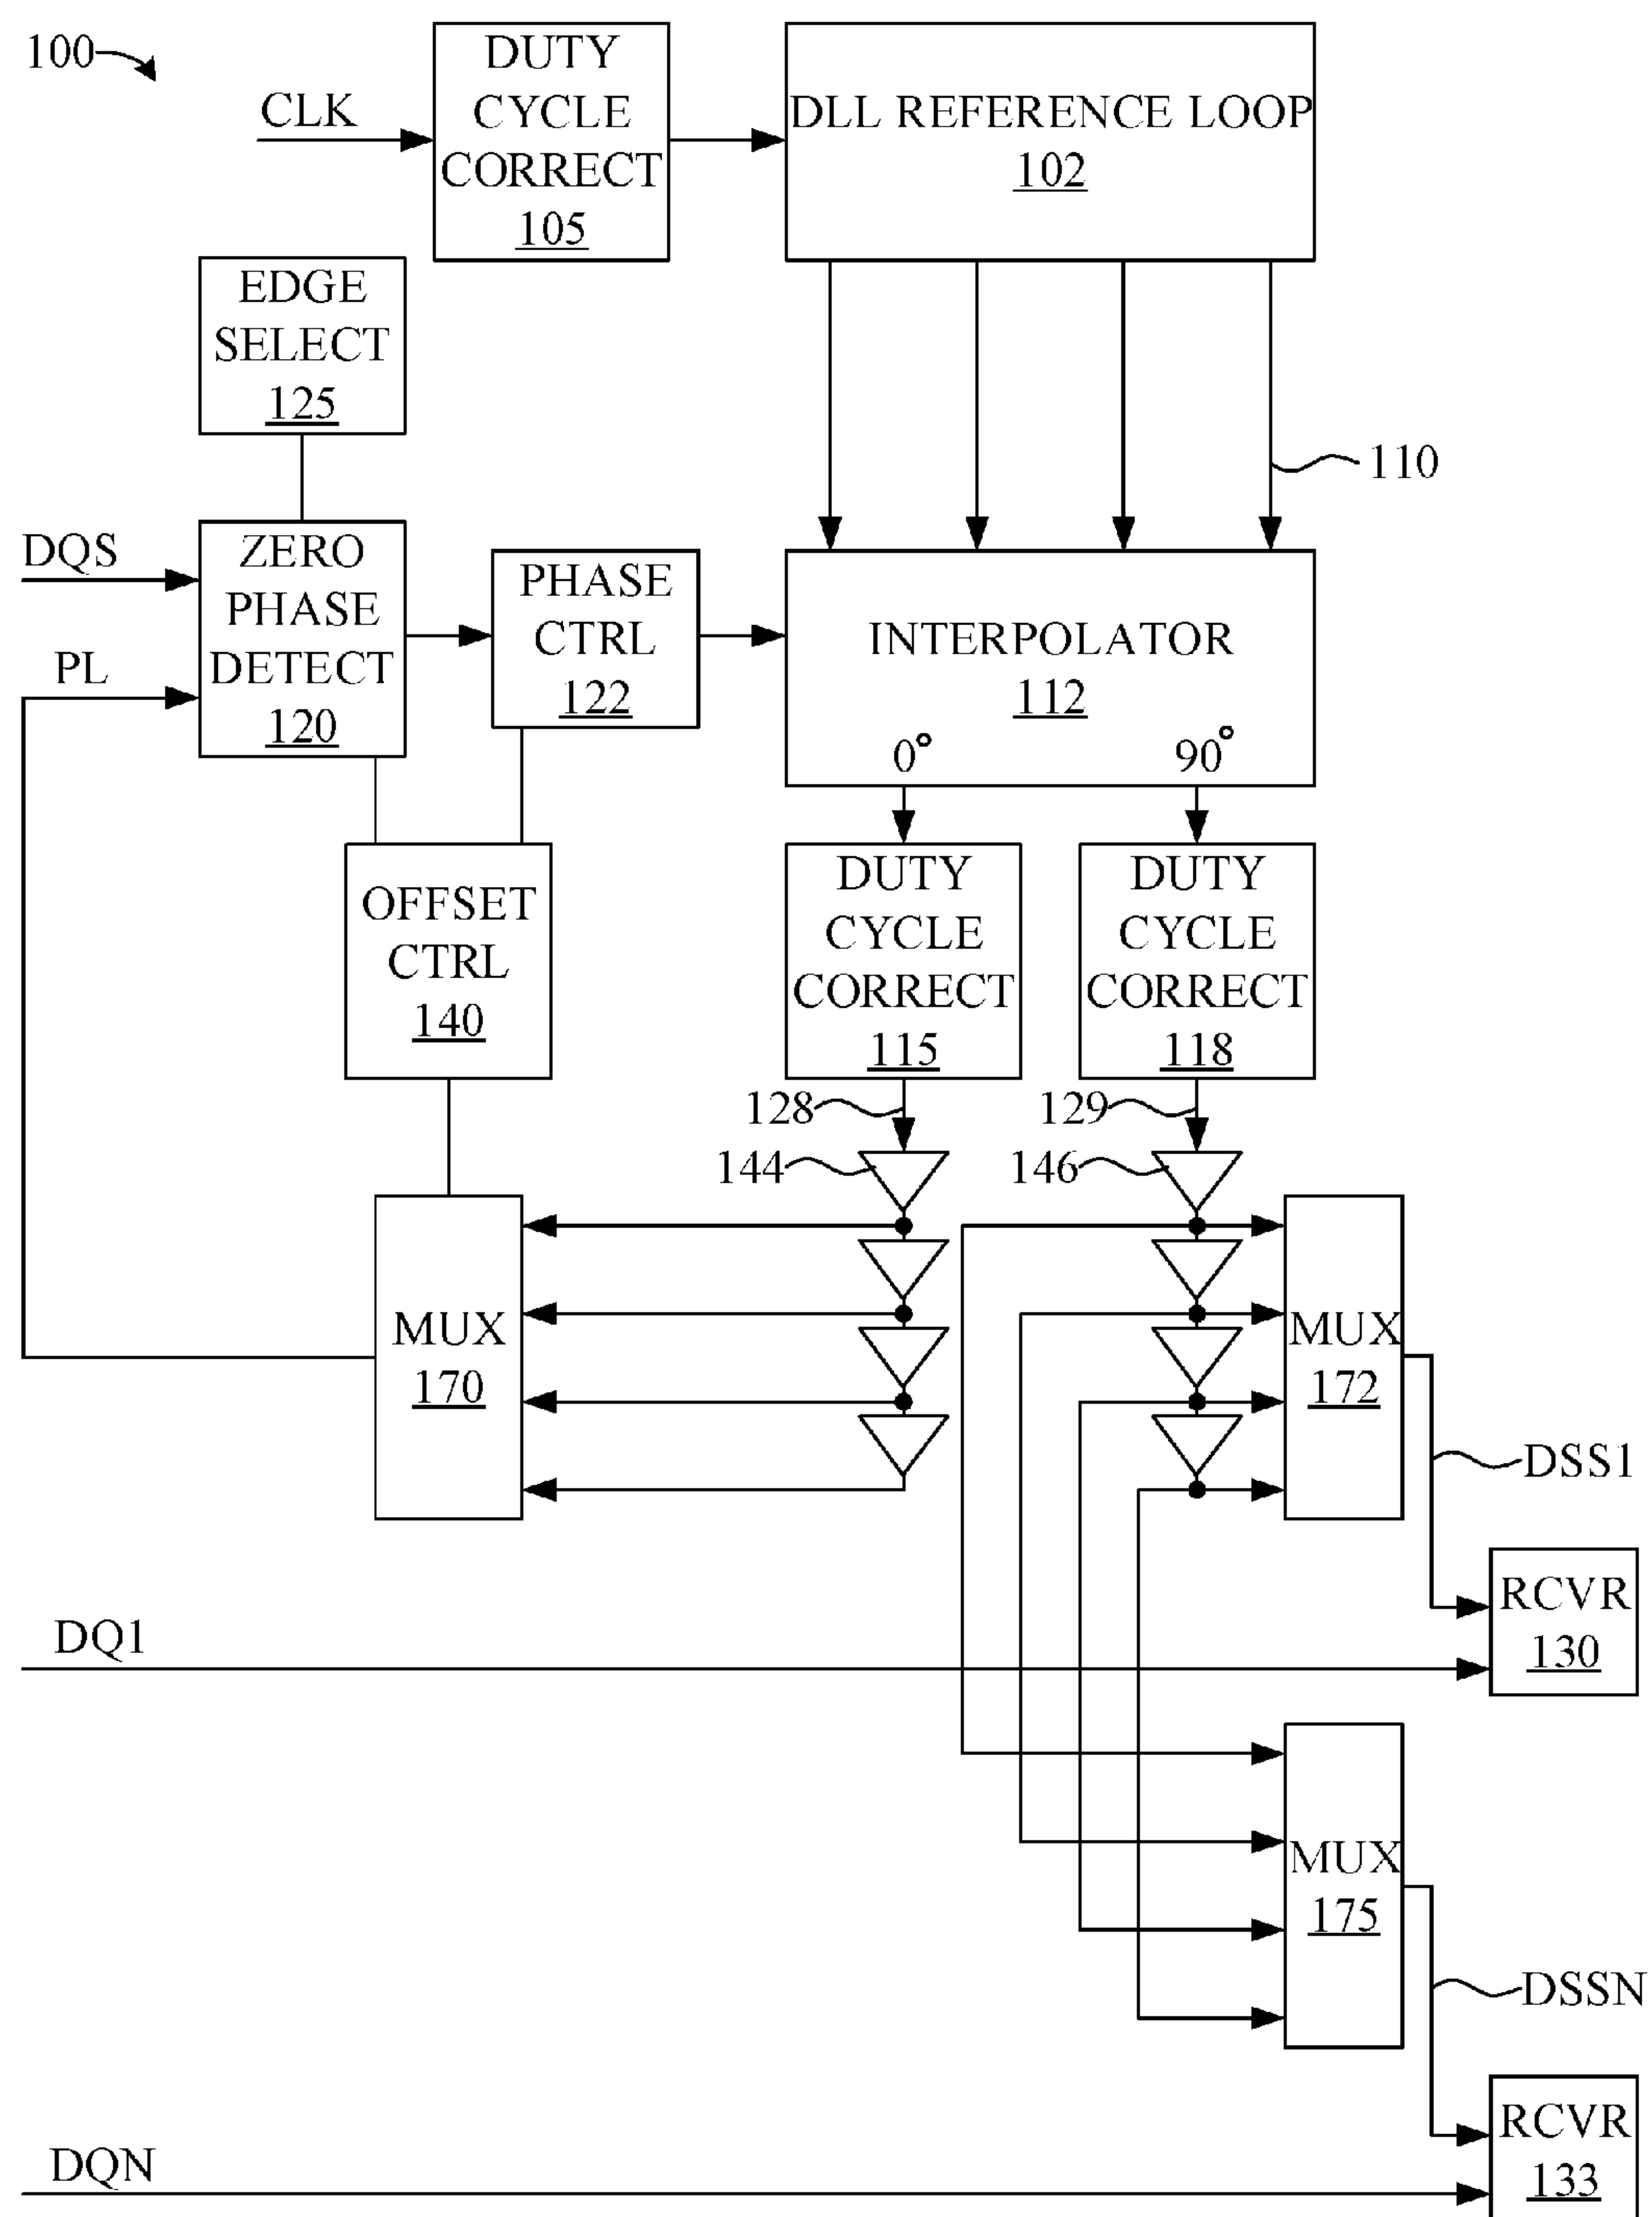 100
CLK
DUTY
CYCLE
CORRECT
105
DLL REFERENCE LOOP
102
EDGE
SELECT
125
110
DQS
PL
ZERO
PHASE
DETECT
120
PHASE
CTRL
122
INTERPOLATOR
112
0°
90°
OFFSET
CTRL
140
DUTY
CYCLE
CORRECT
115
DUTY
CYCLE
CORRECT
118
128
129
144
146
MUX
170
MUX
172
DSS1
RCVR
130
DQ1
MUX
175
DSSN
RCVR
133
DQN